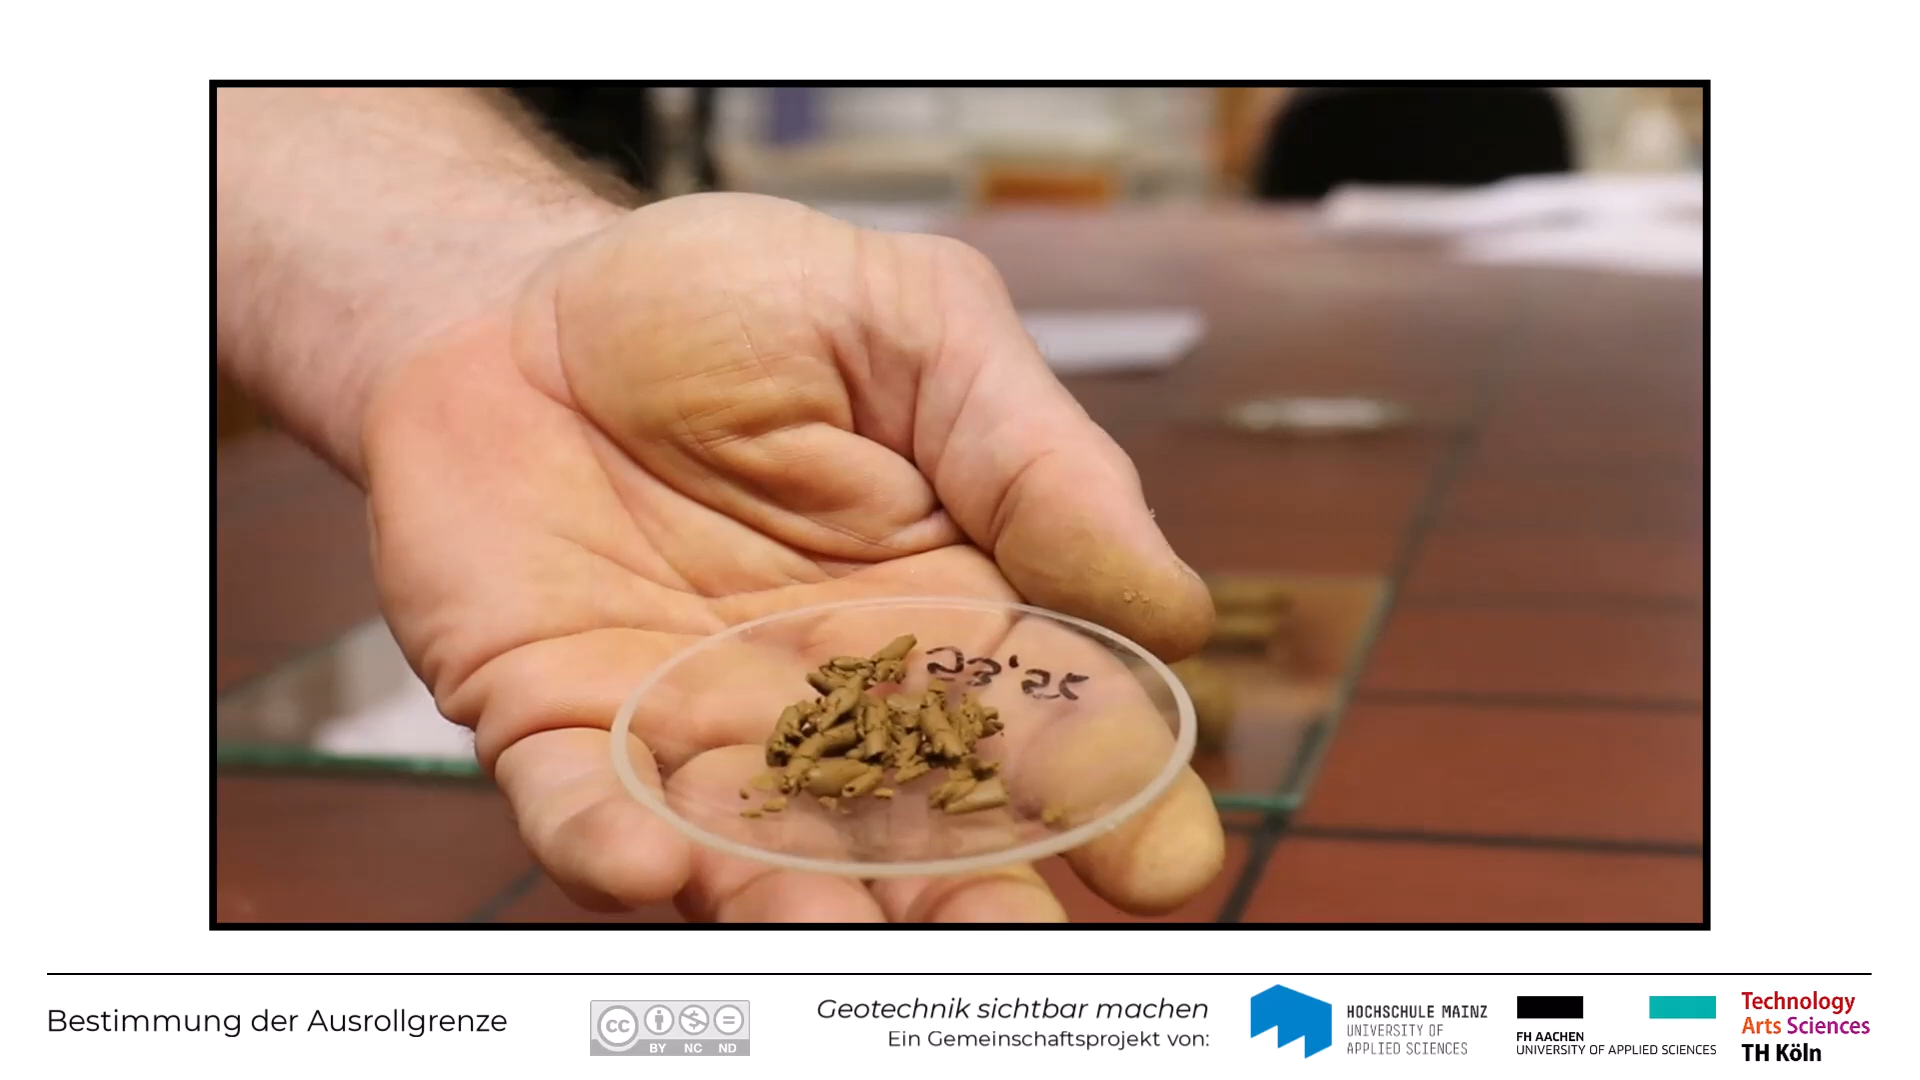 23'25
Bestimmung der Ausrollgrenze
cc
BY NC ND
Geotechnik sichtbar machen
Ein Gemeinschaftsprojekt von:
HOCHSCHULE MAINZ
UNIVERSITY OF
APPLIED SCIENCES
FH AACHEN
UNIVERSITY OF APPLIED SCIENCES
Technology
Arts Sciences
TH Köln